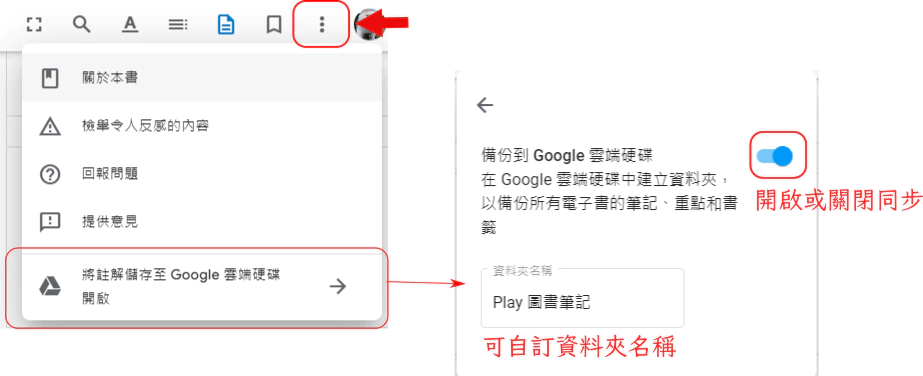 A
關於本書
檢舉令人反感的內容
回報問題
提供意見
將註解儲存至 Google 雲端硬碟
開啟
備份到 Google 雲端硬碟
在 Google 雲端硬碟中建立資料夾，
以備份所有電子書的筆記、重點和書
籤
開啟或關閉同步
資料夾名稱
Play 圖書筆記
可自訂資料夾名稱